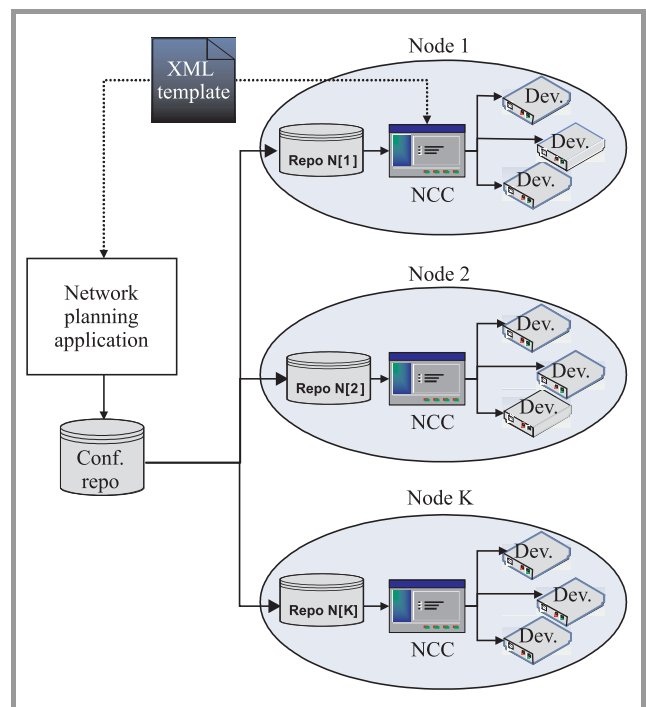 Node 1
XML
template
Dev.
Dev.
Dev.
Repo N[1]
NCC
Network
planning
application
Node 2
Dev.
Dev.
Dev.
Repo N[2]
NCC
Conf.
repo
Node K
Dev.
Dev.
Dev.
Repo N[K]
NCC